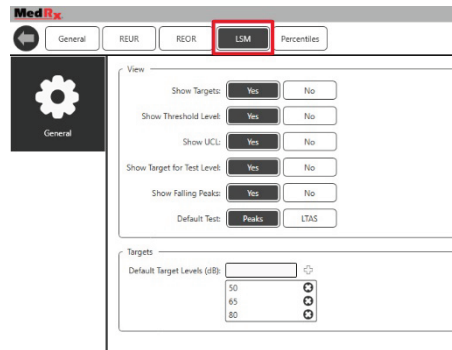 MedRx
General REUR REOR LSM Percentiles
General
View
Show Targets: Yes No
Show Threshold Level: Yes No
Show UCL: Yes No
Show Target for Test Level: Yes No
Show Falling Peaks: Yes No
Default Test: Peaks LTAS
Targets
Default Target Levels (dB):
50
65
80